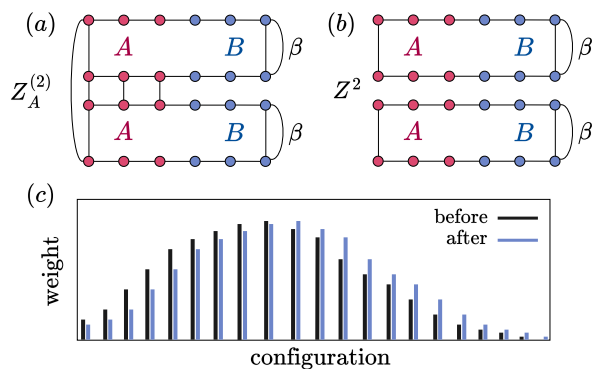 (a)
A B β
Z_A^{(2)}
A B β
(b)
A B β
Z^2
A B β
(c)
before
after
weight
configuration